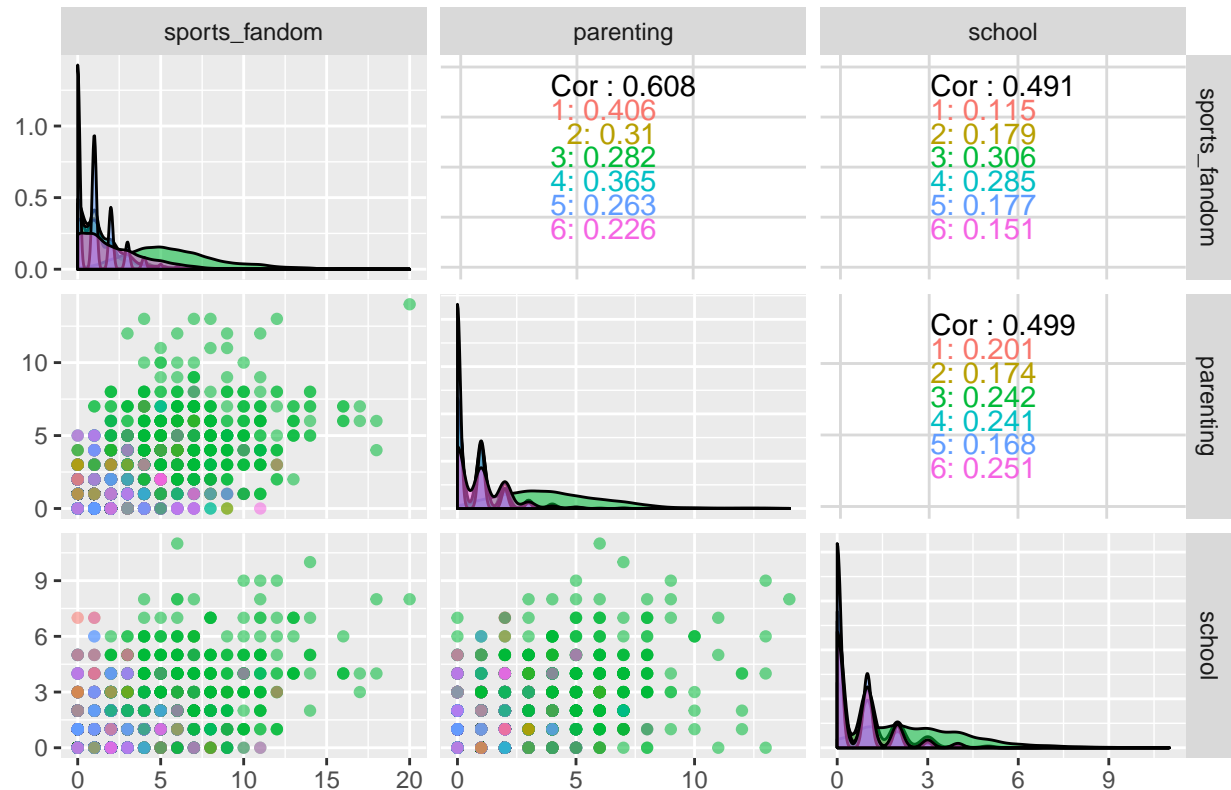 sports_fandom
parenting
school
Cor : 0.608
1: 0.406
2: 0.31
3: 0.282
4: 0.365
5: 0.263
6: 0.226
Cor : 0.491
1: 0.115
2: 0.179
3: 0.306
4: 0.285
5: 0.177
6: 0.151
sports_fandom
1.0
0.5
0.0
Cor : 0.499
1: 0.201
2: 0.174
3: 0.242
4: 0.241
5: 0.168
6: 0.251
parenting
10
5
0
school
9
6
3
0
0 5 10 15 20
0 5 10
0 3 6 9